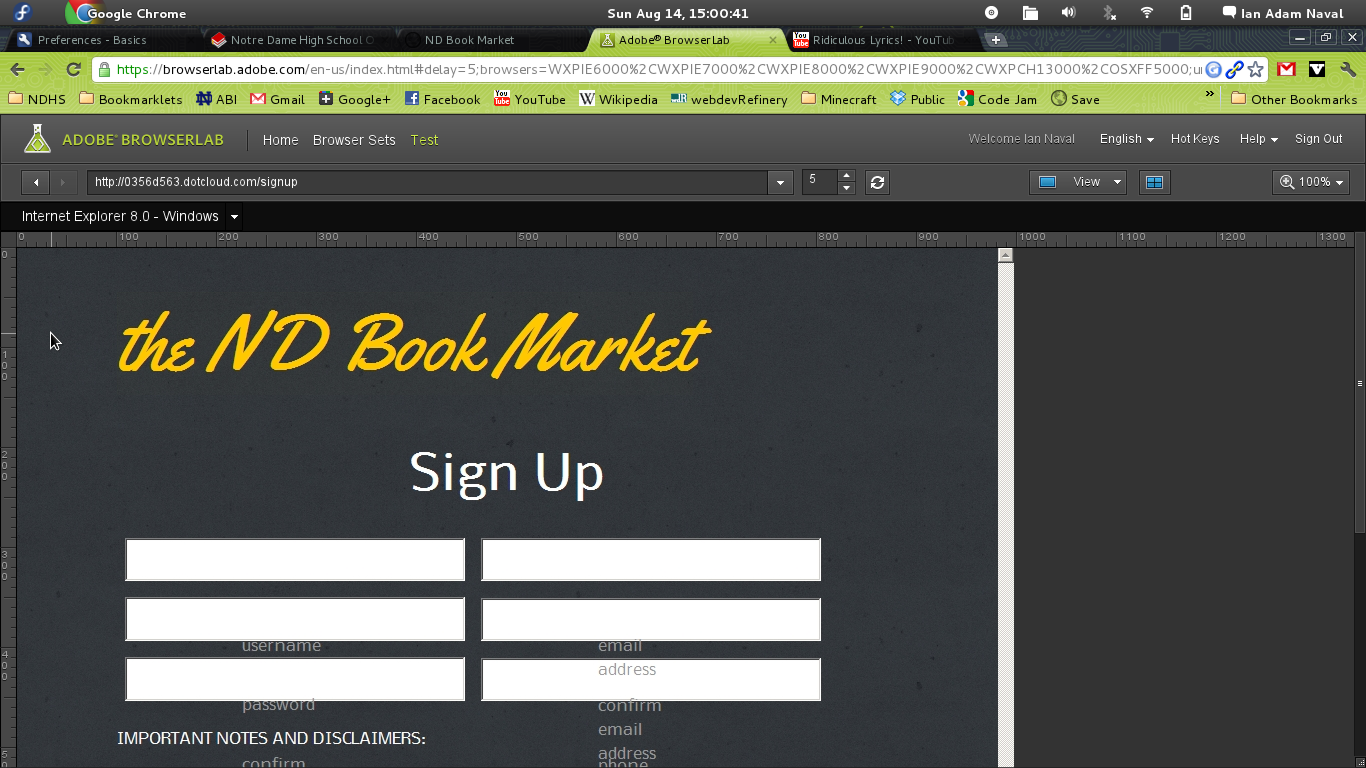 Google Chrome
Sun Aug 14, 15:00:41
Ian Adam Naval
Preferences - Basics
Notre Dame High School C
ND Book Market
Adobe® BrowserLab
Ridiculous Lyrics! - YouTub
https://browserlab.adobe.com/en-us/index.html#delay=5;browsers=WXPIE6000%2CWXPIE7000%2CWXPIE8000%2CWXPIE9000%2CWXPCH13000%2COSXFF5000;u
NDHS
Bookmarklets
ABI
Gmail
Google+
Facebook
YouTube
Wikipedia
webdevRefinery
Minecraft
Public
Code Jam
Save
»
Other Bookmarks
ADOBE® BROWSERLAB
Home
Browser Sets
Test
Welcome Ian Naval
English
Hot Keys
Help
Sign Out
http://0356d563.dotcloud.com/signup
5
View
100%
Internet Explorer 8.0 - Windows
0 100 200 300 400 500 600 700 800 900 1000 1100 1200 1300
0
100
200
300
400
5
the ND Book Market
Sign Up
username
email
address
password
confirm
email
address
IMPORTANT NOTES AND DISCLAIMERS:
confirm
phone